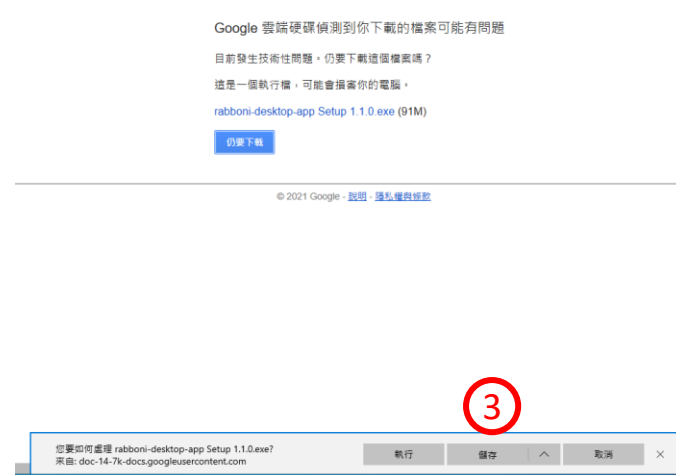 Google 雲端硬碟偵測到你下載的檔案可能有問題
目前發生技術性問題，仍要下載這個檔案嗎？
這是一個執行檔，可能會損害你的電腦。
rabboni-desktop-app Setup 1.1.0.exe (91M)
仍要下載
© 2021 Google - 說明 - 隱私權與條款
3
您要如何處理 rabboni-desktop-app Setup 1.1.0.exe?
來自: doc-14-7k-docs.googleusercontent.com
執行 儲存 取消